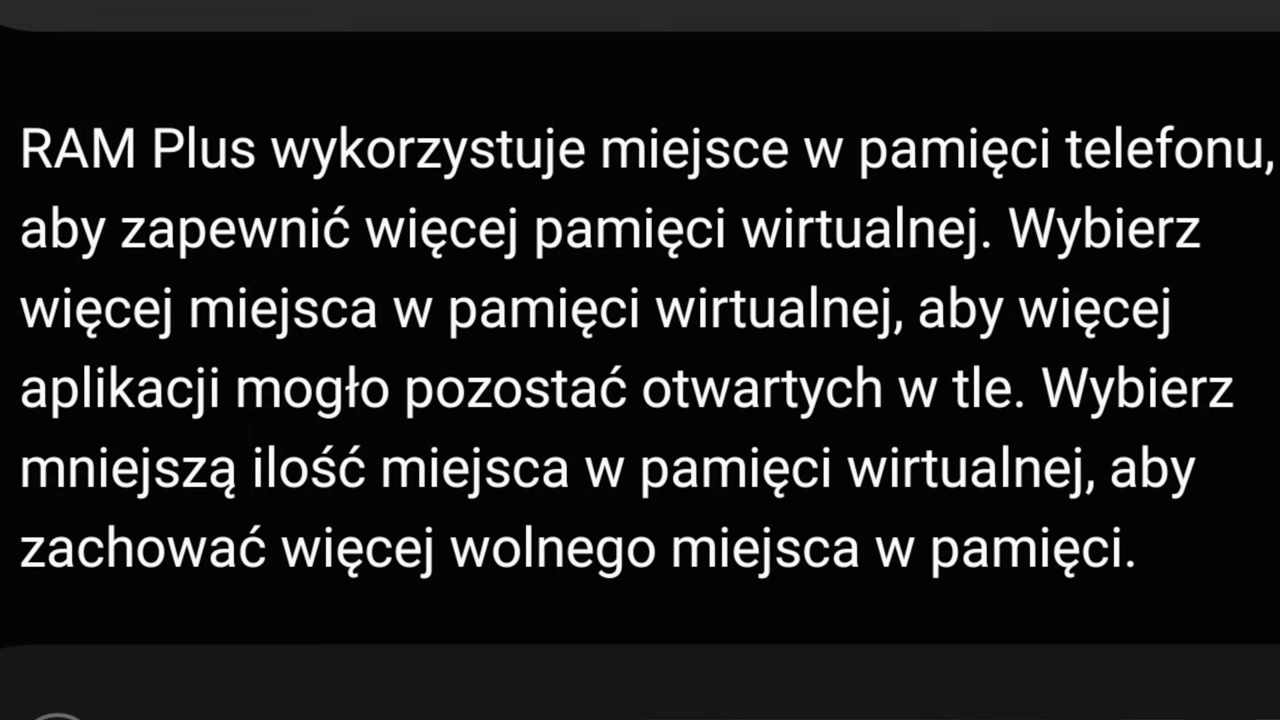 RAM Plus wykorzystuje miejsce w pamięci telefonu,
aby zapewnić więcej pamięci wirtualnej. Wybierz
więcej miejsca w pamięci wirtualnej, aby więcej
aplikacji mogło pozostać otwartych w tle. Wybierz
mniejszą ilość miejsca w pamięci wirtualnej, aby
zachować więcej wolnego miejsca w pamięci.